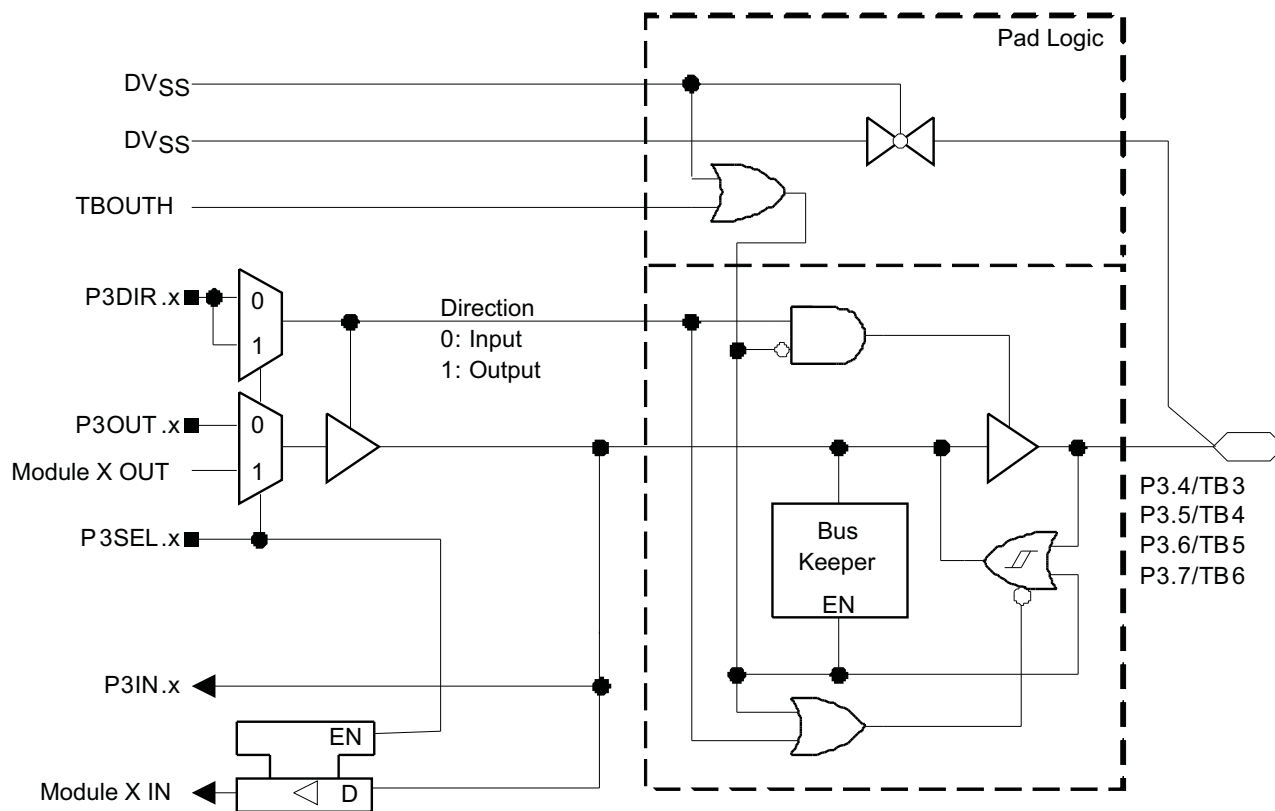 Pad Logic
DVSS
DVSS
TBOUTH
P3DIR.x
0
1
Direction
0: Input
1: Output
P3OUT.x
0
Module X OUT
1
P3SEL.x
P3.4/TB3
P3.5/TB4
P3.6/TB5
P3.7/TB6
Bus
Keeper
EN
P3IN.x
EN
Module X IN
D